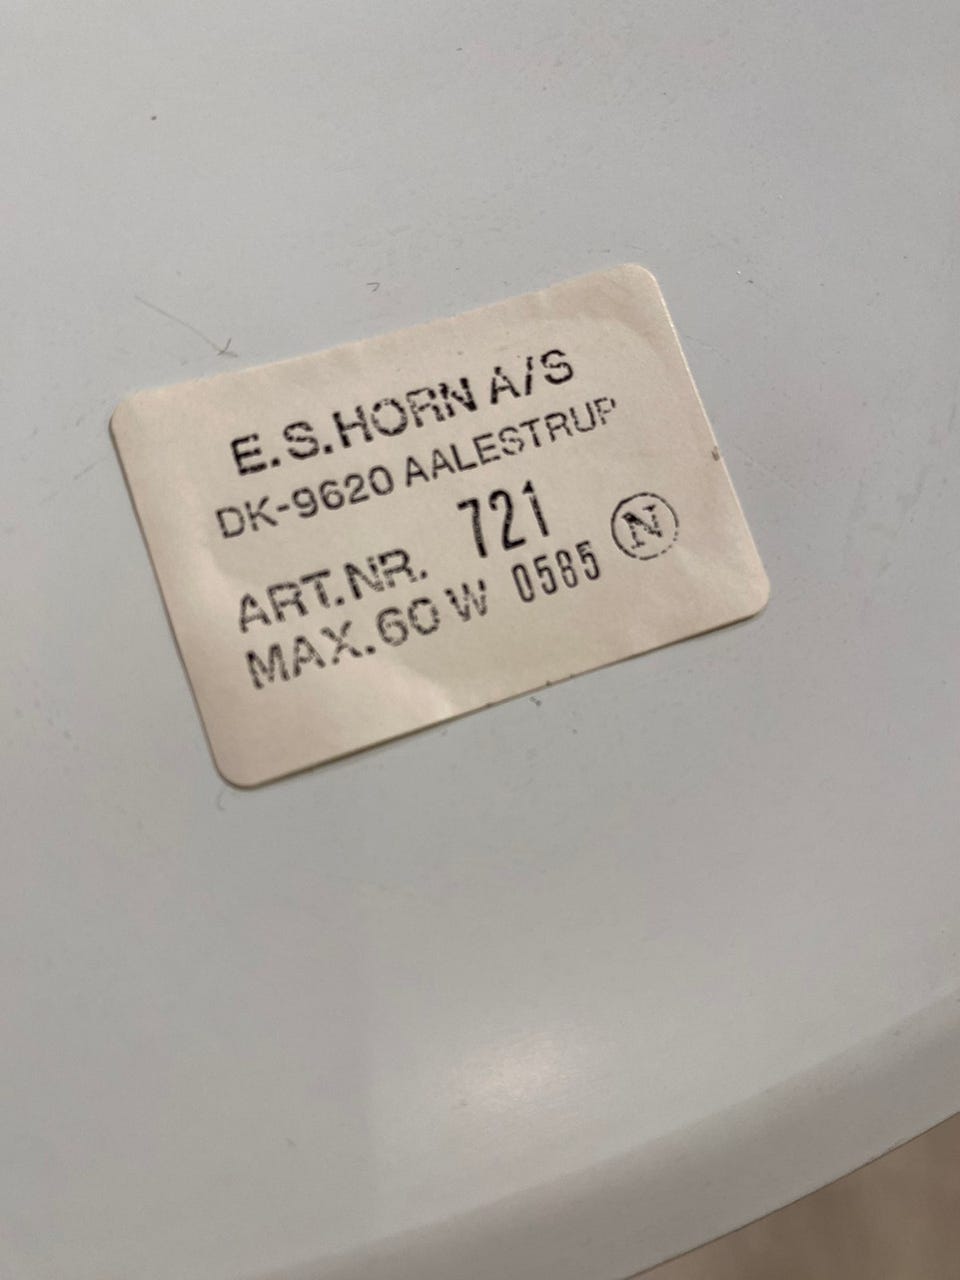 E.S.HORN A/S
DK-9620 AALESTRUP
ART.NR. 721
MAX.60 W 0585 N